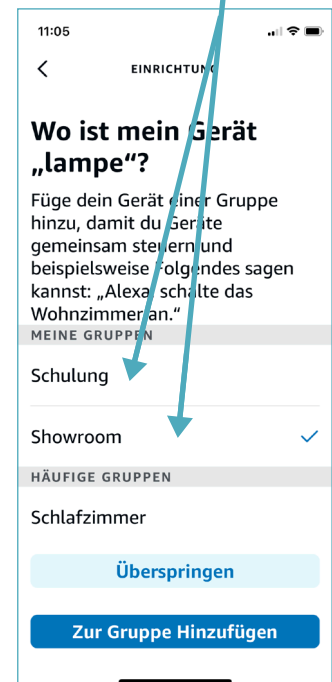 11:05
EINRICHTUNG
Wo ist mein Gerät
„lampe“?
Füge dein Gerät einer Gruppe
hinzu, damit du Geräte
gemeinsam steuern und
beispielsweise Folgendes sagen
kannst: „Alexa, schalte das
Wohnzimmer an.“
MEINE GRUPPEN
Schulung
Showroom
HÄUFIGE GRUPPEN
Schlafzimmer
Überspringen
Zur Gruppe Hinzufügen